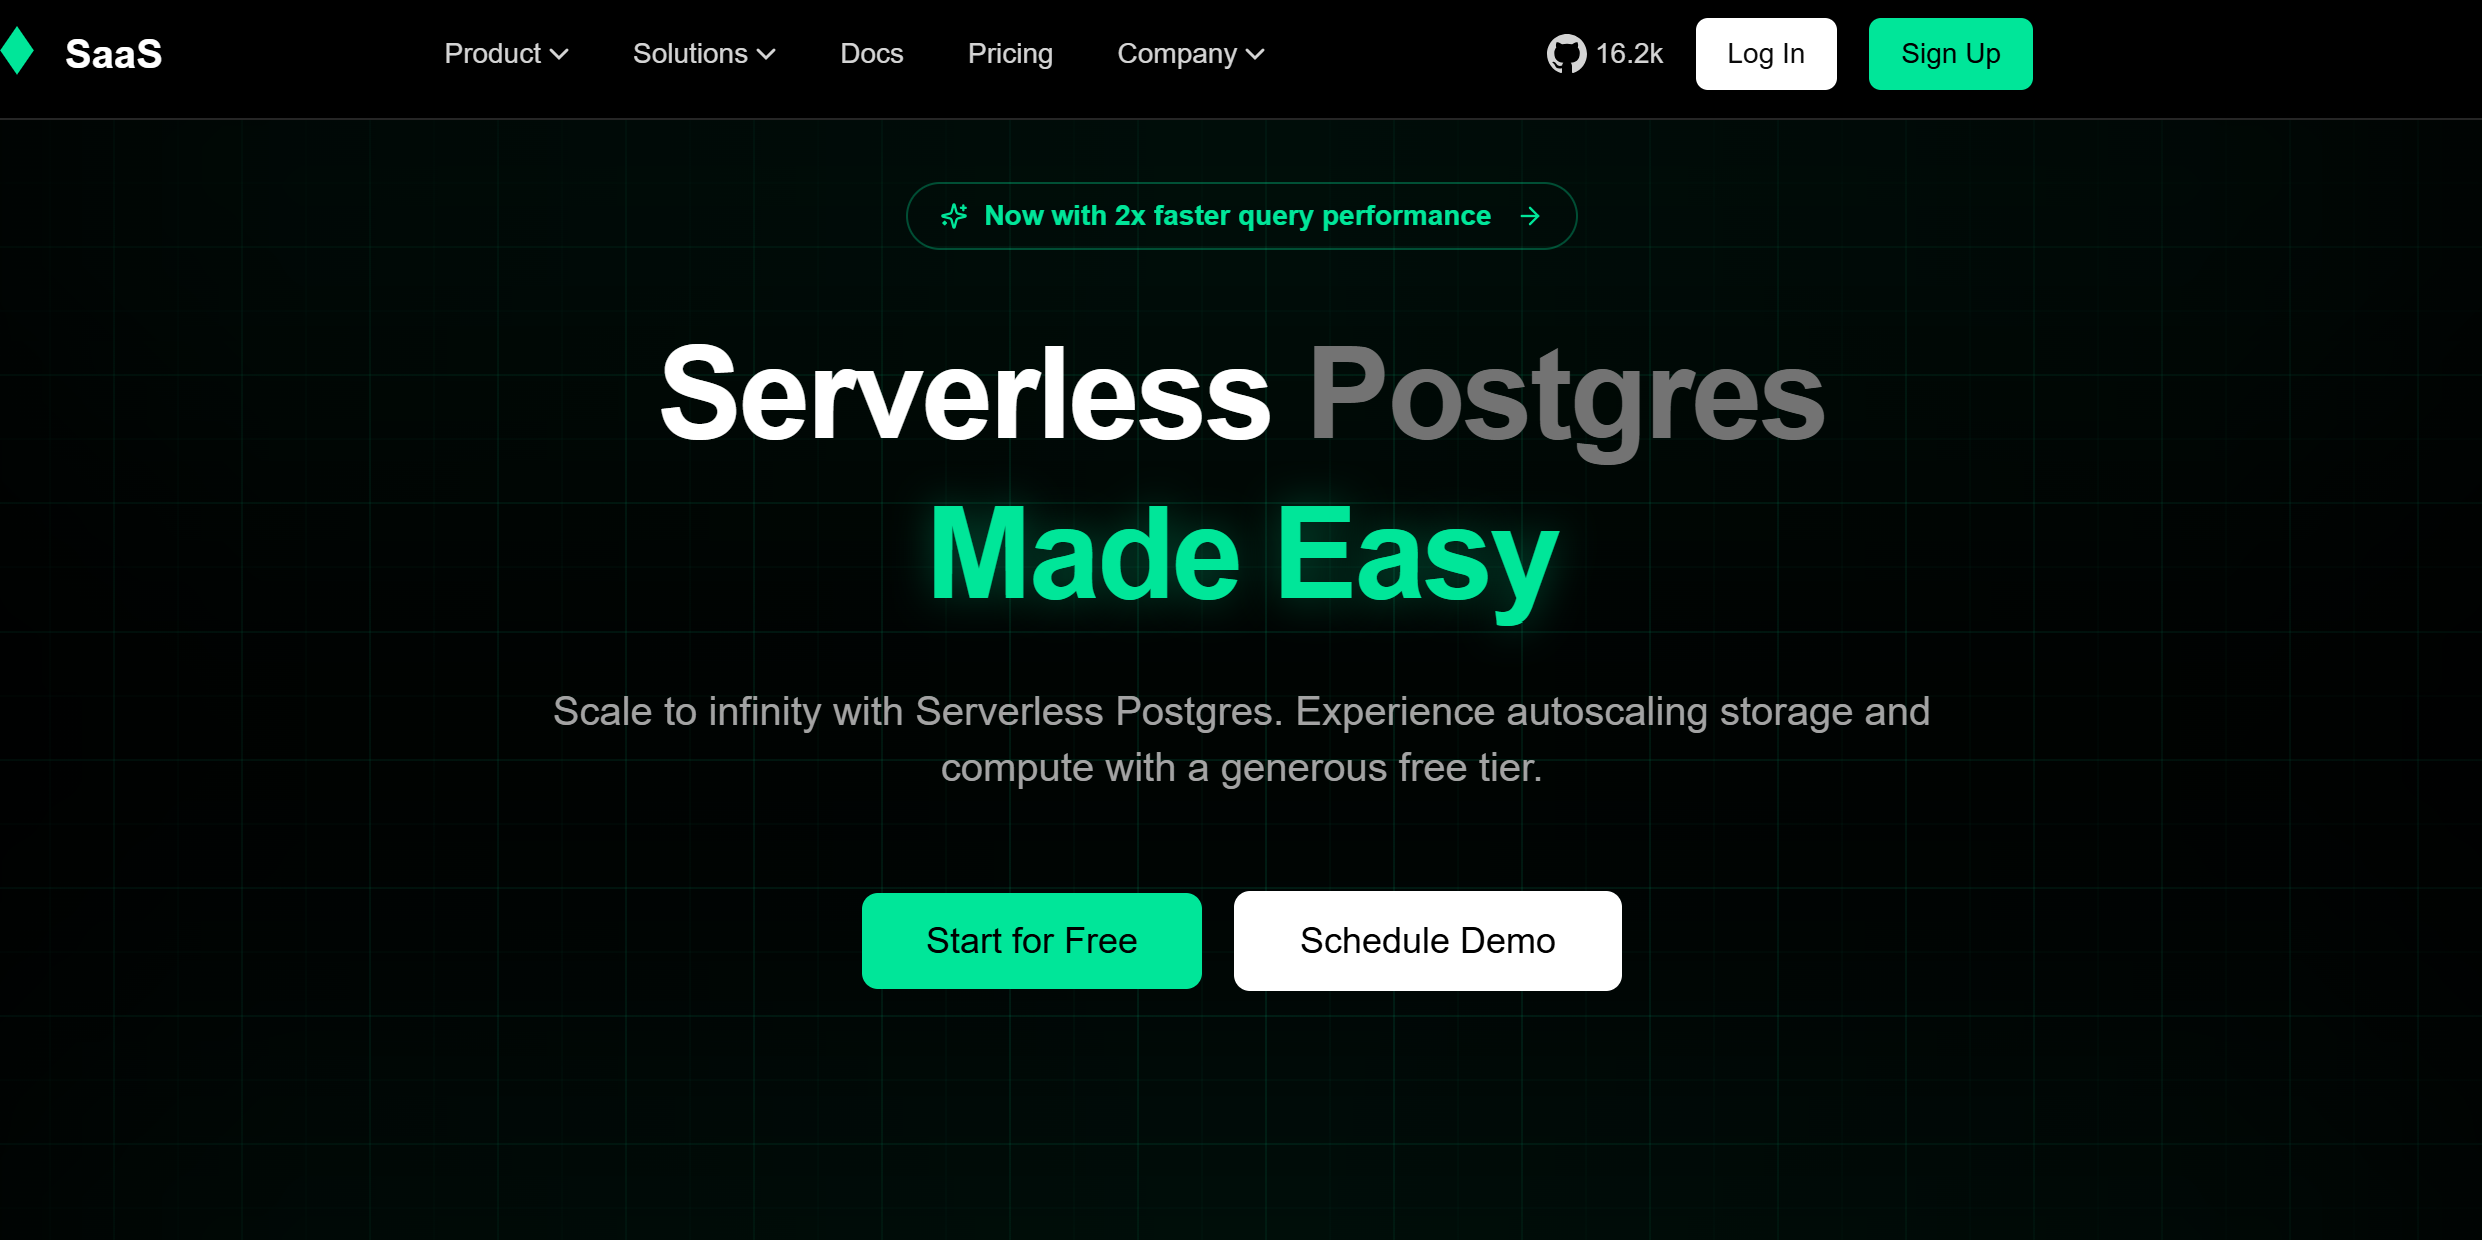 SaaS
Product
Solutions
Docs
Pricing
Company
16.2k
Log In
Sign Up
Now with 2x faster query performance
Serverless Postgres
Made Easy
Scale to infinity with Serverless Postgres. Experience autoscaling storage and
compute with a generous free tier.
Start for Free
Schedule Demo